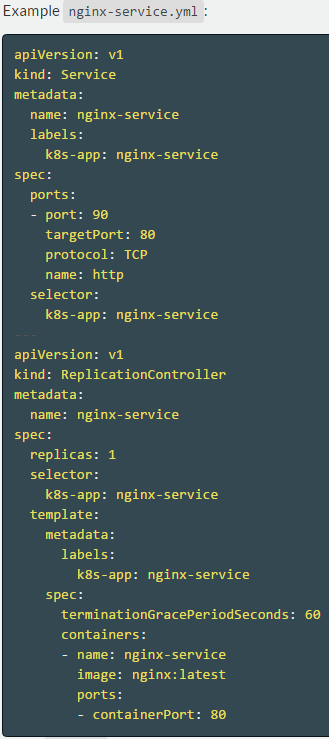 Example nginx-service.yml:
apiVersion: v1
kind: Service
metadata:
  name: nginx-service
  labels:
    k8s-app: nginx-service
spec:
  ports:
  - port: 90
    targetPort: 80
    protocol: TCP
    name: http
  selector:
    k8s-app: nginx-service
---
apiVersion: v1
kind: ReplicationController
metadata:
  name: nginx-service
spec:
  replicas: 1
  selector:
    k8s-app: nginx-service
  template:
    metadata:
      labels:
        k8s-app: nginx-service
    spec:
      terminationGracePeriodSeconds: 60
      containers:
      - name: nginx-service
        image: nginx:latest
        ports:
        - containerPort: 80